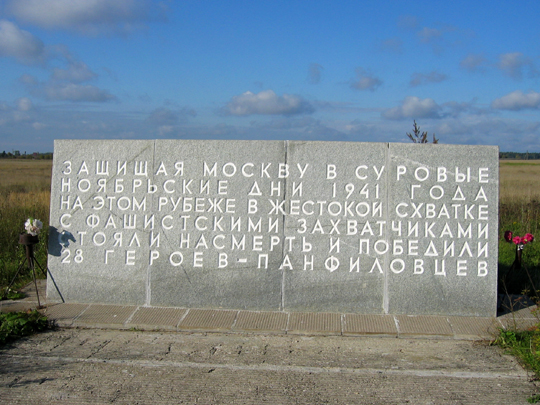 ЗАЩИЩАЯ МОСКВУ В СУРОВЫЕ
НОЯБРЬСКИЕ ДНИ 1941 ГОДА
НА ЭТОМ РУБЕЖЕ В ЖЕСТОКОЙ СХВАТКЕ
С ФАШИСТСКИМИ ЗАХВАТЧИКАМИ
СТОЯЛИ НАСМЕРТЬ И ПОБЕДИЛИ
28 ГЕРОЕВ-ПАНФИЛОВЦЕВ